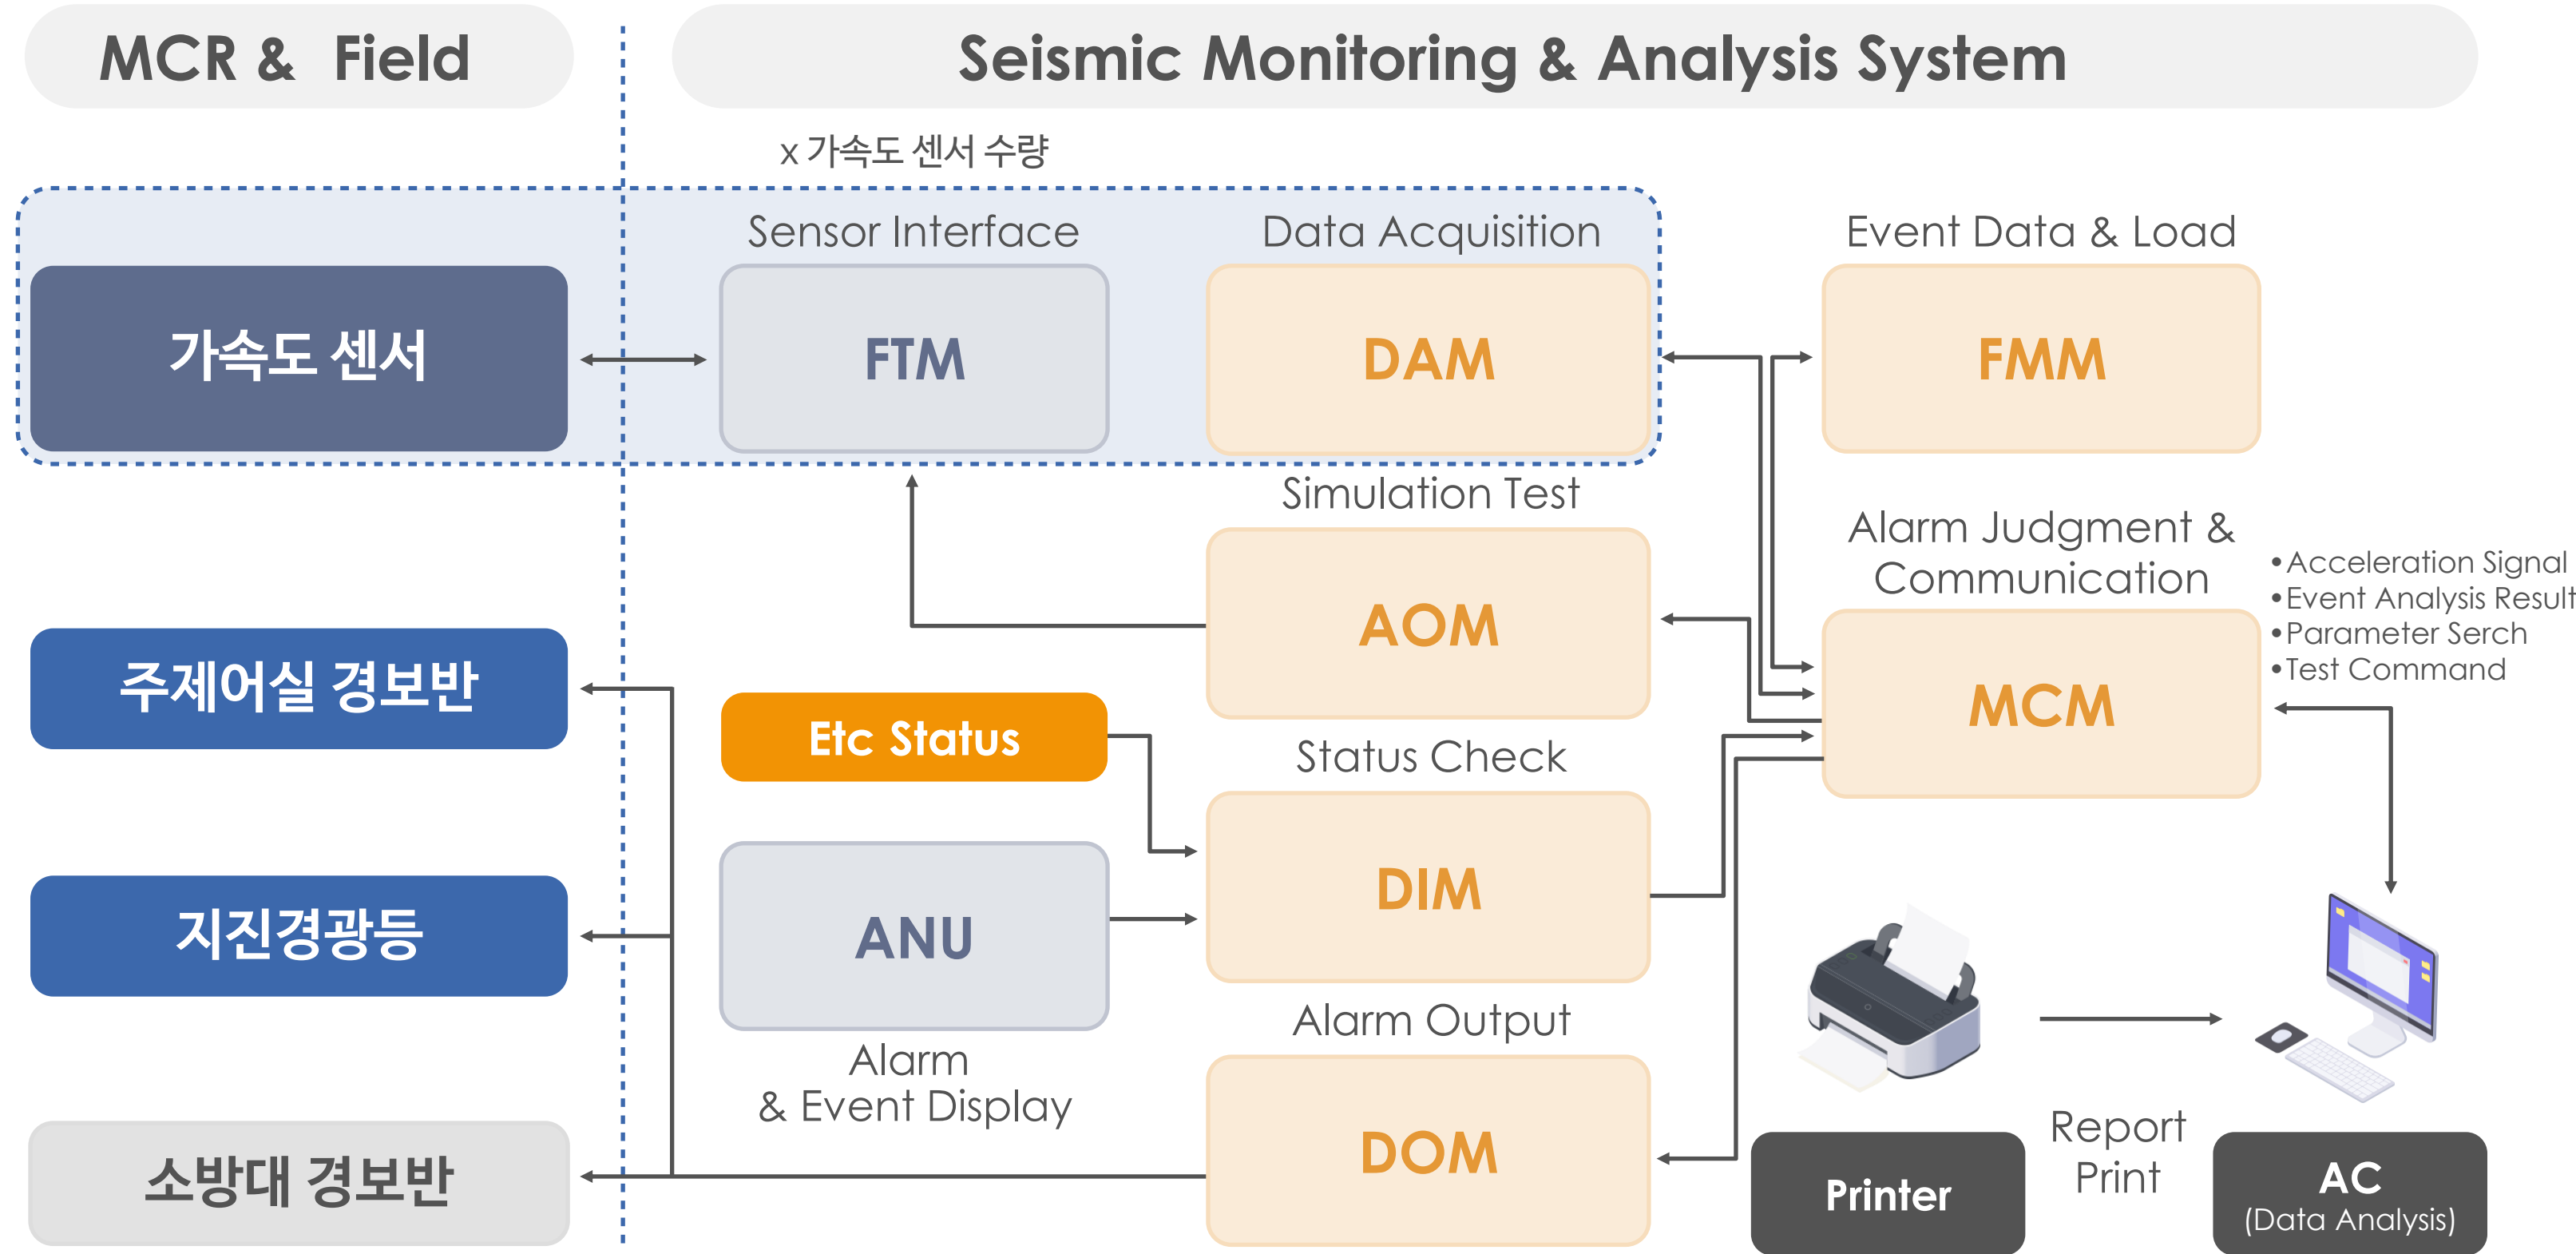 MCR & Field
Seismic Monitoring & Analysis System
x 가속도 센서 수량
Sensor Interface
Data Acquisition
Event Data & Load
가속도 센서
FTM
DAM
FMM
Simulation Test
AOM
Alarm Judgment &
Communication
MCM
•Acceleration Signal
•Event Analysis Result
•Parameter Serch
•Test Command
주제어실 경보반
Etc Status
Status Check
DIM
지진경광등
ANU
Alarm
& Event Display
Alarm Output
DOM
소방대 경보반
Printer
Report
Print
AC
(Data Analysis)